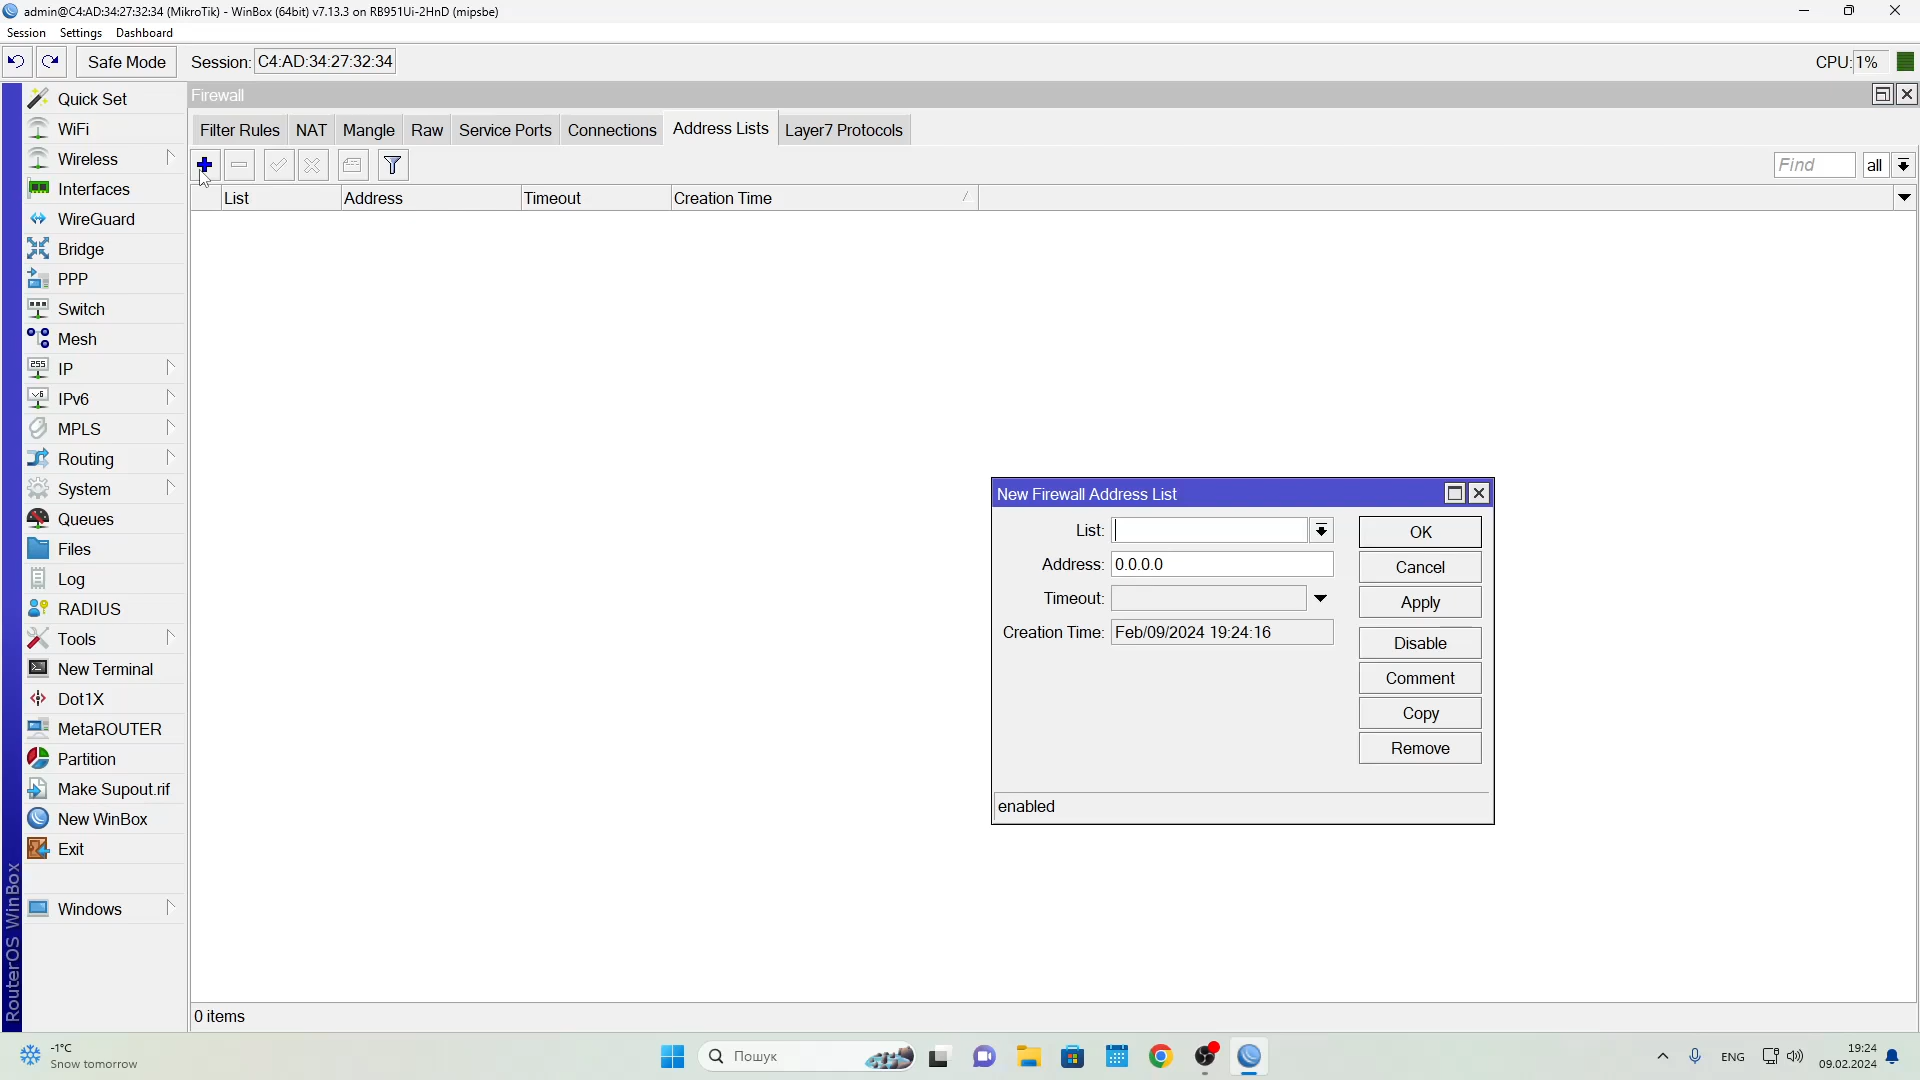 admin@C4:AD:34:27:32:34 (MikroTik) - WinBox (64bit) v7.13.3 on RB951Ui-2HnD (mipsbe)
Session Settings Dashboard
Safe Mode Session: C4:AD:34:27:32:34 CPU: 1%
Quick Set
WiFi
Wireless
Interfaces
WireGuard
Bridge
PPP
Switch
Mesh
IP
IPv6
MPLS
Routing
System
Queues
Files
Log
RADIUS
Tools
New Terminal
Dot1X
MetaROUTER
Partition
Make Supout.rif
New WinBox
Exit
Windows
RouterOS WinBox
Firewall
Filter Rules NAT Mangle Raw Service Ports Connections Address Lists Layer7 Protocols
Find all
List Address Timeout Creation Time
New Firewall Address List
List:
Address: 0.0.0.0
Timeout:
Creation Time: Feb/09/2024 19:24:16
OK
Cancel
Apply
Disable
Comment
Copy
Remove
enabled
0 items
-1°C
Snow tomorrow
Пошук
ENG
19:24
09.02.2024